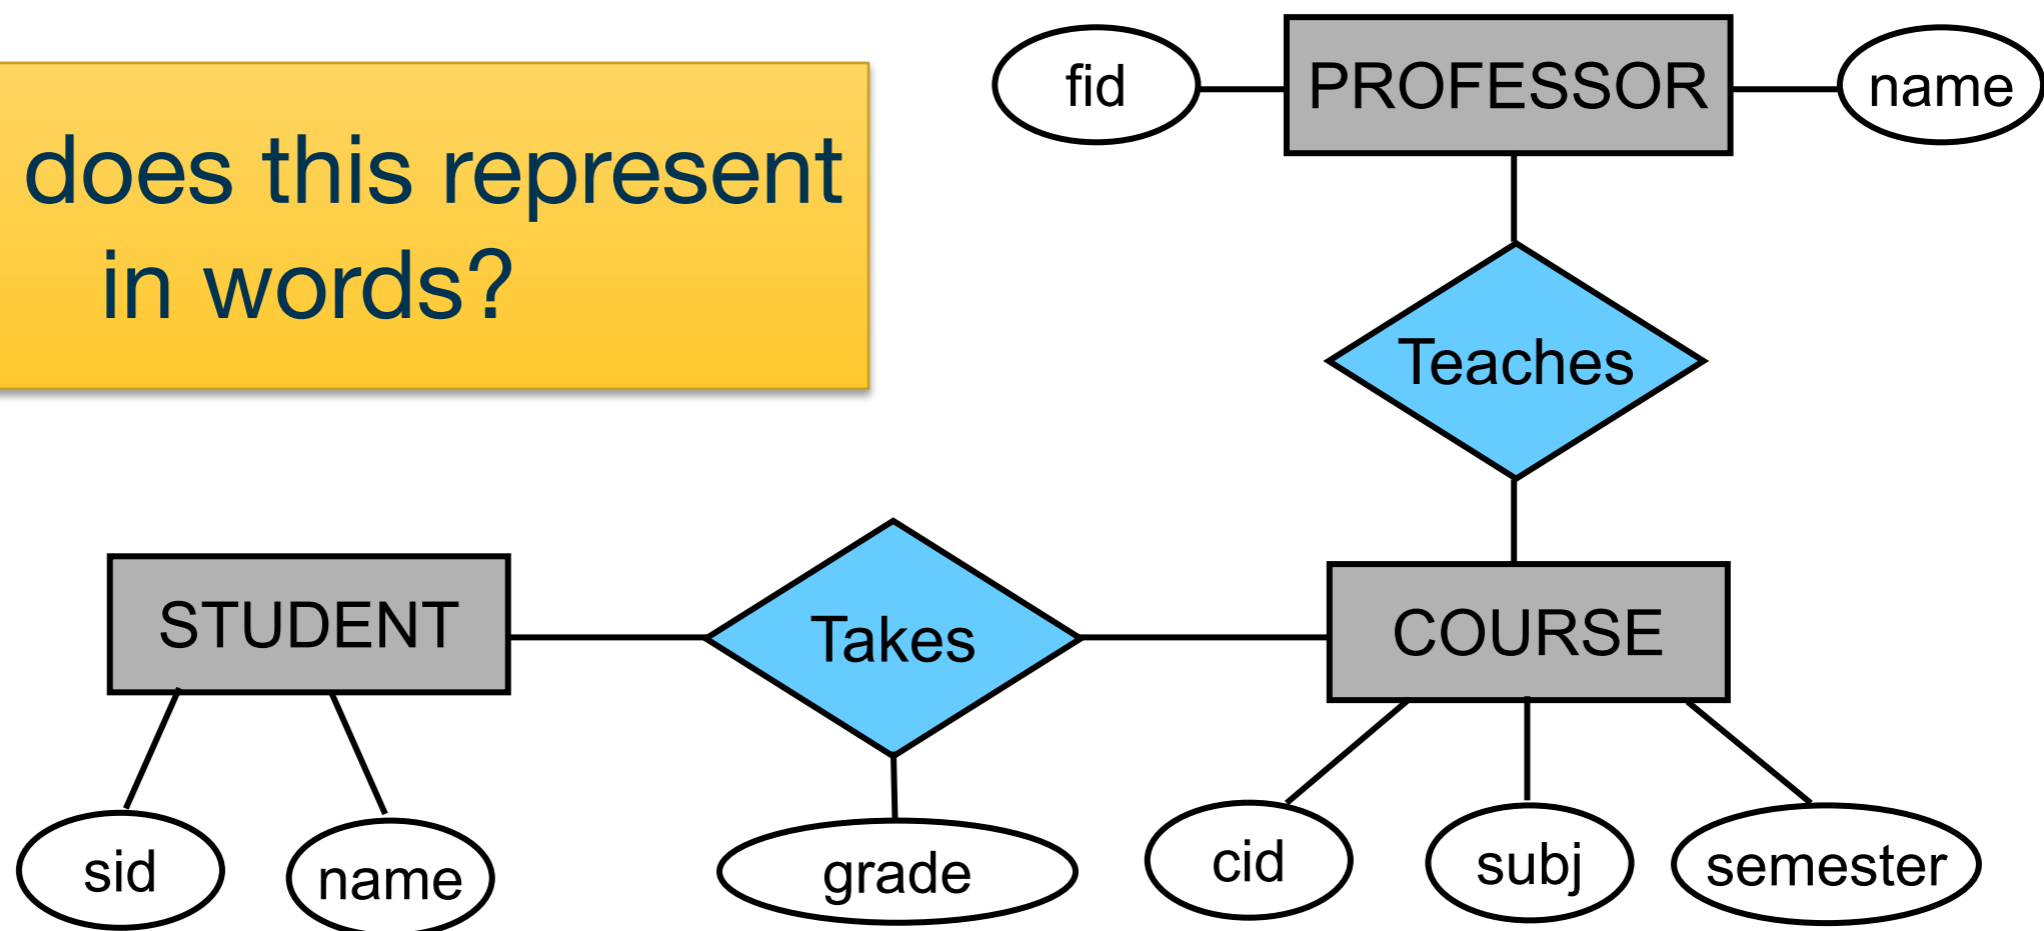 does this represent
in words?
fid
PROFESSOR
name
Teaches
STUDENT
Takes
COURSE
sid
name
grade
cid
subj
semester